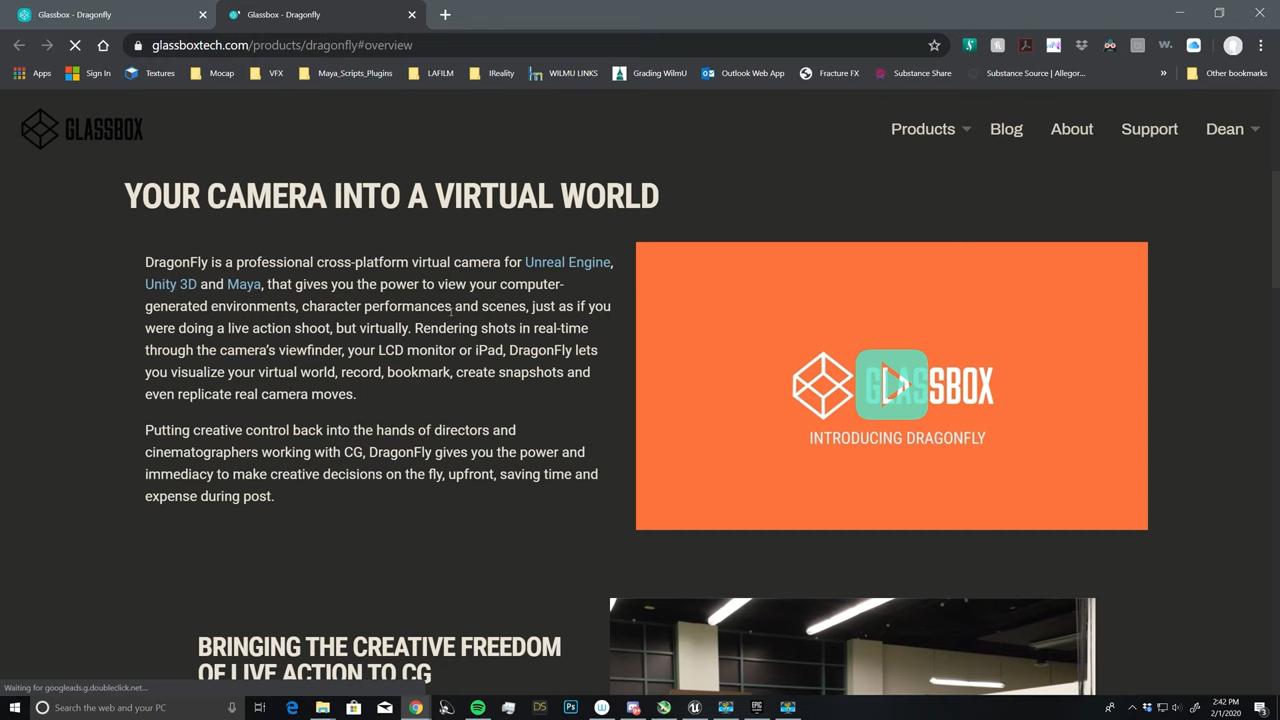 Glassbox - Dragonfly
Glassbox - Dragonfly
glassboxtech.com/products/dragonfly#overview
Apps
Sign In
Textures
Mocap
VFX
Maya_Scripts_Plugins
LAFILM
IReality
WILMU LINKS
Grading WilmU
Outlook Web App
Fracture FX
Substance Share
Substance Source | Allegor...
»
Other bookmarks
GLASSBOX
Products
Blog
About
Support
Dean
YOUR CAMERA INTO A VIRTUAL WORLD
DragonFly is a professional cross-platform virtual camera for Unreal Engine,
Unity 3D and Maya, that gives you the power to view your computer-
generated environments, character performances and scenes, just as if you
were doing a live action shoot, but virtually. Rendering shots in real-time
through the camera's viewfinder, your LCD monitor or iPad, DragonFly lets
you visualize your virtual world, record, bookmark, create snapshots and
even replicate real camera moves.
Putting creative control back into the hands of directors and
cinematographers working with CG, DragonFly gives you the power and
immediacy to make creative decisions on the fly, upfront, saving time and
expense during post.
GLASSBOX
INTRODUCING DRAGONFLY
BRINGING THE CREATIVE FREEDOM
OF LIVE ACTION TO CG
Waiting for googleads.g.doubleclick.net...
Search the web and your PC
2:42 PM
2/1/2020